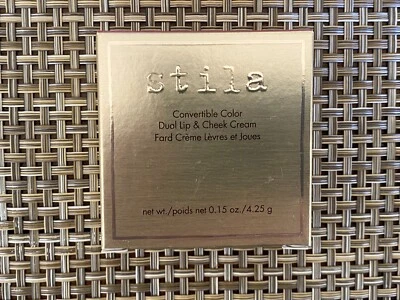 stila
Convertible Color
Dual Lip & Cheek Cream
Fard Crème Lèvres et Joues
net wt./poids net 0.15 oz./4.25 g